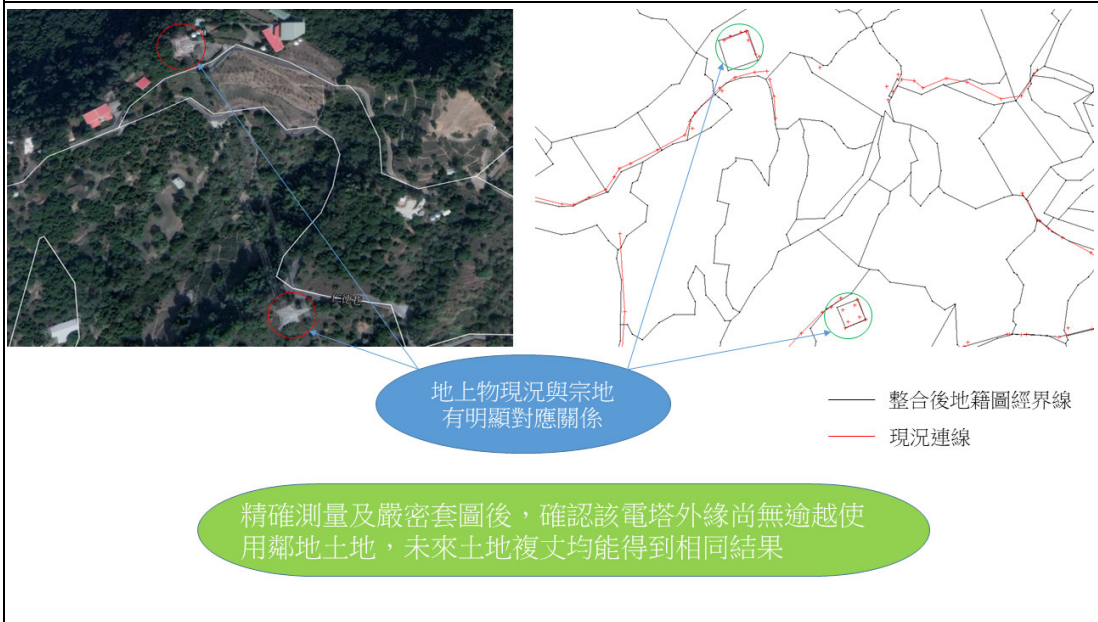 地上物現況與宗地
有明顯對應關係
整合後地籍圖經界線
現況連線
精確測量及嚴密套圖後，確認該電塔外緣尚無逾越使
用鄰地土地，未來土地複丈均能得到相同結果